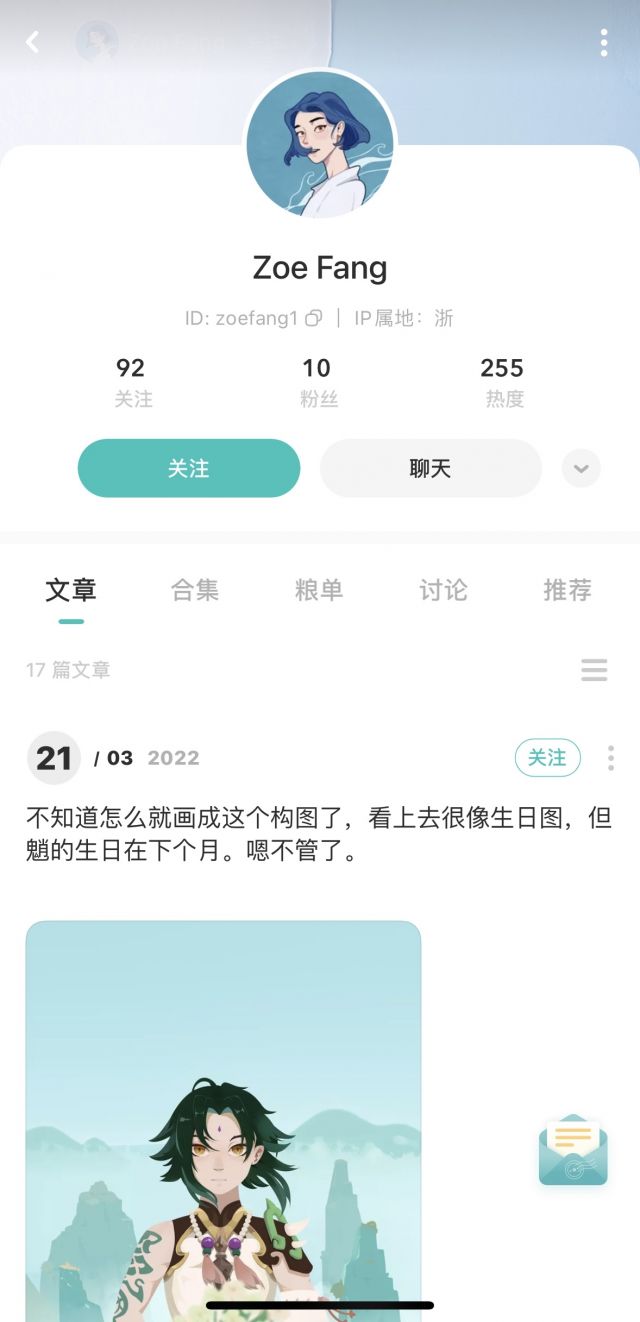 Zoe Fang
ID: zoefang1 | IP属地：浙
92 10 255
关注 粉丝 热度
关注 聊天
文章 合集 粮单 讨论 推荐
17 篇文章
21 / 03 2022 关注
不知道怎么就画成这个构图了，看上去很像生日图，但
魈的生日在下个月。嗯不管了。